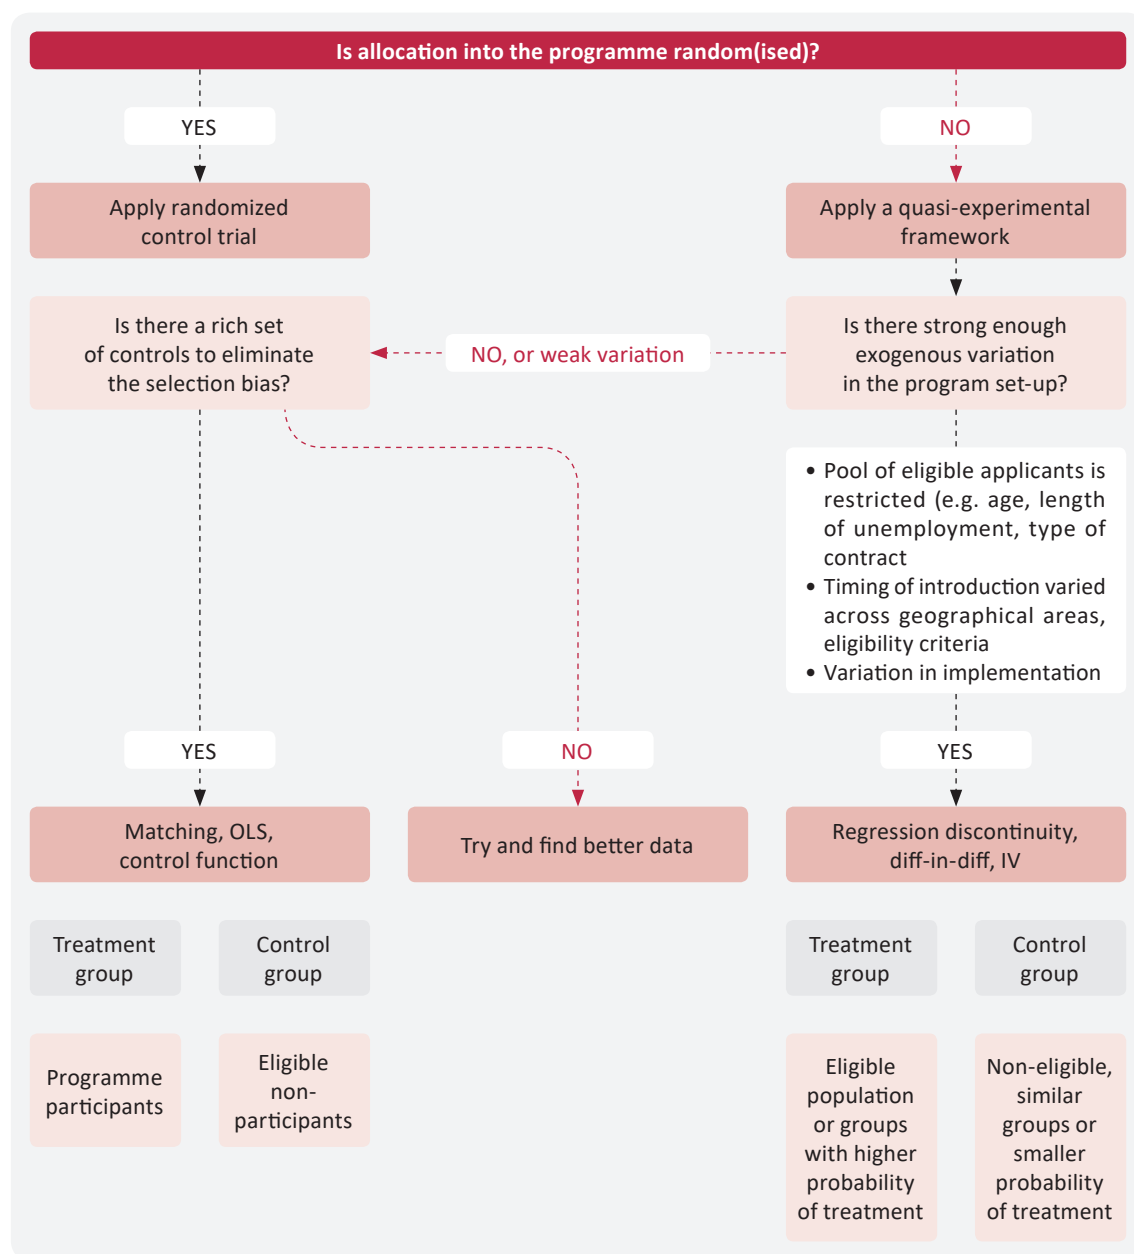 Is allocation into the programme random(ised)?
YES
NO
Apply randomized
control trial
Apply a quasi-experimental
framework
Is there a rich set
of controls to eliminate
the selection bias?
NO, or weak variation
Is there strong enough
exogenous variation
in the program set-up?
• Pool of eligible applicants is
restricted (e.g. age, length
of unemployment, type of
contract
• Timing of introduction varied
across geographical areas,
eligibility criteria
• Variation in implementation
YES
NO
YES
Matching, OLS,
control function
Try and find better data
Regression discontinuity,
diff-in-diff, IV
Treatment
group
Control
group
Treatment
group
Control
group
Programme
participants
Eligible
non-
participants
Eligible
population
or groups
with higher
probability
of treatment
Non-eligible,
similar
groups or
smaller
probability
of treatment